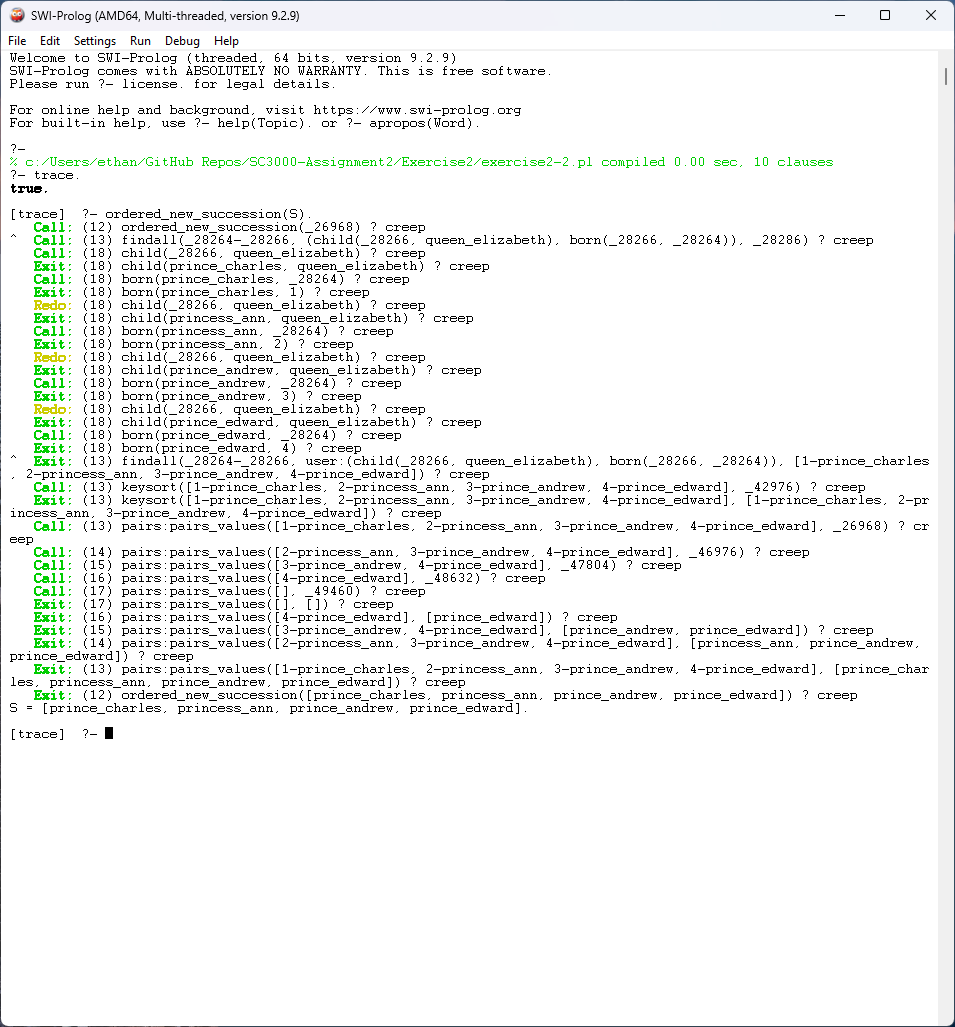 SWI-Prolog (AMD64, Multi-threaded, version 9.2.9)
File Edit Settings Run Debug Help
Welcome to SWI-Prolog (threaded, 64 bits, version 9.2.9)
SWI-Prolog comes with ABSOLUTELY NO WARRANTY. This is free software.
Please run ?- license. for legal details.

For online help and background, visit https://www.swi-prolog.org
For built-in help, use ?- help(Topic). or ?- apropos(Word).

?-
% c:/Users/ethan/GitHub Repos/SC3000-Assignment2/Exercise2/exercise2-2.pl compiled 0.00 sec, 10 clauses
?- trace.
true.

[trace]  ?- ordered_new_succession(S).
   Call: (12) ordered_new_succession(_26968) ? creep
^  Call: (13) findall(_28264-_28266, (child(_28266, queen_elizabeth), born(_28266, _28264)), _28286) ? creep
   Call: (18) child(_28266, queen_elizabeth) ? creep
   Exit: (18) child(prince_charles, queen_elizabeth) ? creep
   Call: (18) born(prince_charles, _28264) ? creep
   Exit: (18) born(prince_charles, 1) ? creep
   Redo: (18) child(_28266, queen_elizabeth) ? creep
   Exit: (18) child(princess_ann, queen_elizabeth) ? creep
   Call: (18) born(princess_ann, _28264) ? creep
   Exit: (18) born(princess_ann, 2) ? creep
   Redo: (18) child(_28266, queen_elizabeth) ? creep
   Exit: (18) child(prince_andrew, queen_elizabeth) ? creep
   Call: (18) born(prince_andrew, _28264) ? creep
   Exit: (18) born(prince_andrew, 3) ? creep
   Redo: (18) child(_28266, queen_elizabeth) ? creep
   Exit: (18) child(prince_edward, queen_elizabeth) ? creep
   Call: (18) born(prince_edward, _28264) ? creep
   Exit: (18) born(prince_edward, 4) ? creep
^  Exit: (13) findall(_28264-_28266, user:(child(_28266, queen_elizabeth), born(_28266, _28264)), [1-prince_charles
, 2-princess_ann, 3-prince_andrew, 4-prince_edward]) ? creep
   Call: (13) keysort([1-prince_charles, 2-princess_ann, 3-prince_andrew, 4-prince_edward], _42976) ? creep
   Exit: (13) keysort([1-prince_charles, 2-princess_ann, 3-prince_andrew, 4-prince_edward], [1-prince_charles, 2-pr
incess_ann, 3-prince_andrew, 4-prince_edward]) ? creep
   Call: (13) pairs:pairs_values([1-prince_charles, 2-princess_ann, 3-prince_andrew, 4-prince_edward], _26968) ? cr
eep
   Call: (14) pairs:pairs_values([2-princess_ann, 3-prince_andrew, 4-prince_edward], _46976) ? creep
   Call: (15) pairs:pairs_values([3-prince_andrew, 4-prince_edward], _47804) ? creep
   Call: (16) pairs:pairs_values([4-prince_edward], _48632) ? creep
   Call: (17) pairs:pairs_values([], _49460) ? creep
   Exit: (17) pairs:pairs_values([], []) ? creep
   Exit: (16) pairs:pairs_values([4-prince_edward], [prince_edward]) ? creep
   Exit: (15) pairs:pairs_values([3-prince_andrew, 4-prince_edward], [prince_andrew, prince_edward]) ? creep
   Exit: (14) pairs:pairs_values([2-princess_ann, 3-prince_andrew, 4-prince_edward], [princess_ann, prince_andrew,
prince_edward]) ? creep
   Exit: (13) pairs:pairs_values([1-prince_charles, 2-princess_ann, 3-prince_andrew, 4-prince_edward], [prince_char
les, princess_ann, prince_andrew, prince_edward]) ? creep
   Exit: (12) ordered_new_succession([prince_charles, princess_ann, prince_andrew, prince_edward]) ? creep
S = [prince_charles, princess_ann, prince_andrew, prince_edward].

[trace]  ?-